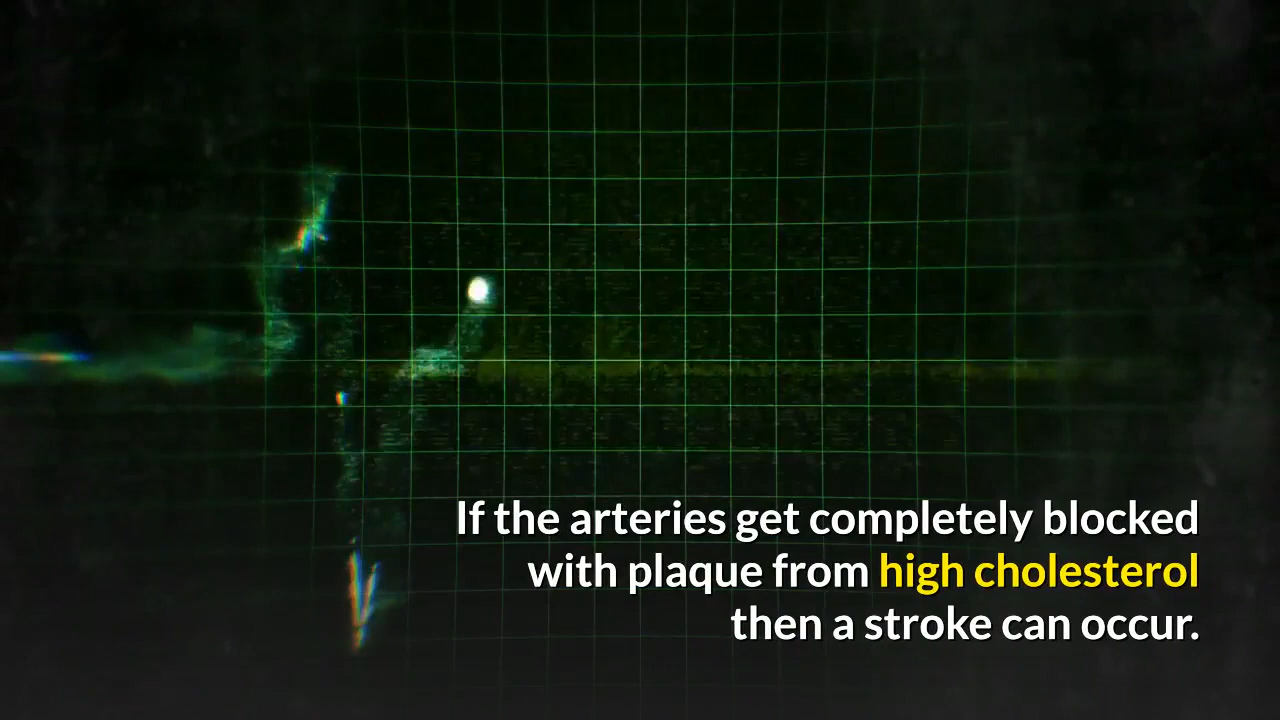 If the arteries get completely blocked
with plaque from high cholesterol
then a stroke can occur.